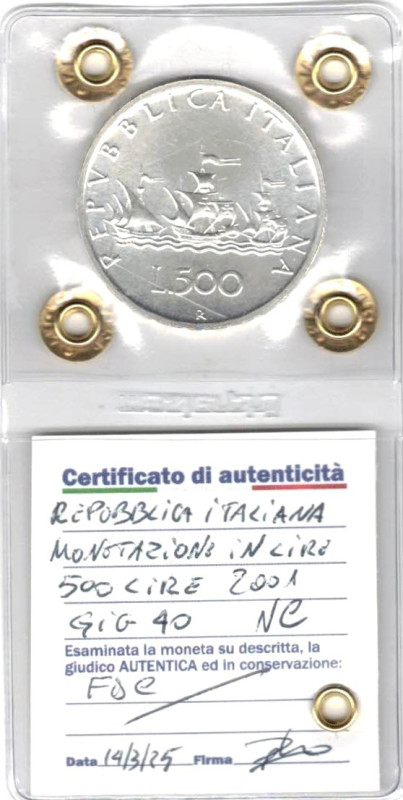 REPVBBLICA ITALIANA
L.500
R
Certificato di autenticità
REPUBBLICA ITALIANA
MONETAZIONE IN LIRE
500 LIRE 2001
GIG 40 NC
Esaminata la moneta su descritta, la
giudico AUTENTICA ed in conservazione:
FDC
Data 14/3/25 Firma